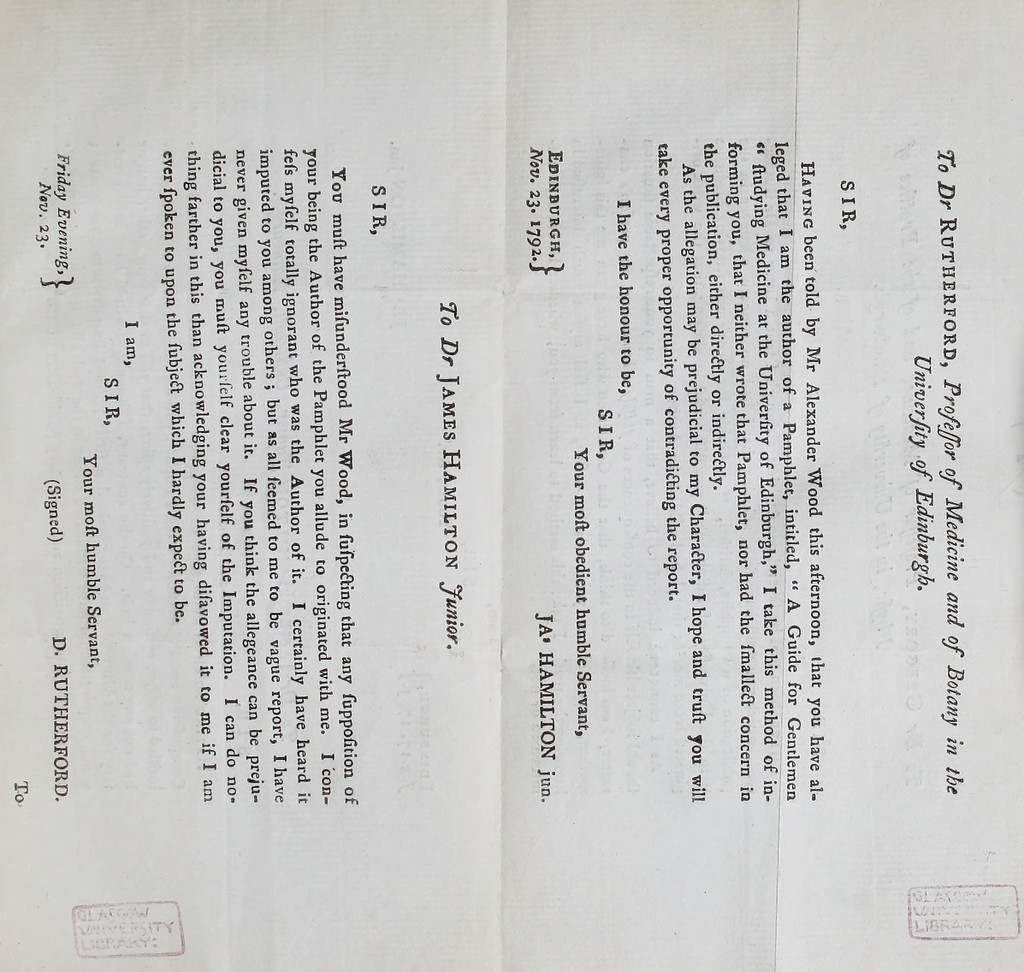 To Dr RUTHERFORD, Profeſſor of Medicine and of Botany in the
Univerſity of Edinburgh.
SIR,
HAVING been told by Mr Alexander Wood this afternoon, that you have al-
leged that I am the author of a Pamphlet, intitled, “ A Guide for Gentlemen
“ ſtudying Medicine at the Univerſity of Edinburgh,” I take this method of in-
forming you, that I neither wrote that Pamphlet, nor had the ſmalleſt concern in
the publication, either directly or indirectly.
As the allegation may be prejudicial to my Character, I hope and truſt you will
take every proper opportunity of contradicting the report.
I have the honour to be,
SIR,
Your moſt obedient humble Servant,
JAˢ HAMILTON jun.
EDINBURGH, }
Nov. 23. 1792. }
To Dr JAMES HAMILTON Junior.
SIR,
YOU muſt have miſunderſtood Mr Wood, in ſuſpecting that any ſuppoſition of
your being the Author of the Pamphlet you allude to originated with me. I con-
feſs myſelf totally ignorant who was the Author of it. I certainly have heard it
imputed to you among others; but as all ſeemed to me to be vague report, I have
never given myſelf any trouble about it. If you think the allegeance can be preju-
dicial to you, you muſt yourſelf clear yourſelf of the Imputation. I can do no-
thing farther in this than acknowledging your having diſavowed it to me if I am
ever ſpoken to upon the ſubject which I hardly expect to be.
I am,
SIR,
Your moſt humble Servant,
(Signed) D. RUTHERFORD.
Friday Evening, }
Nov. 23. }
To
GLASGOW
UNIVERSITY
LIBRARY:
GLASGOW
UNIVERSITY
LIBRARY: